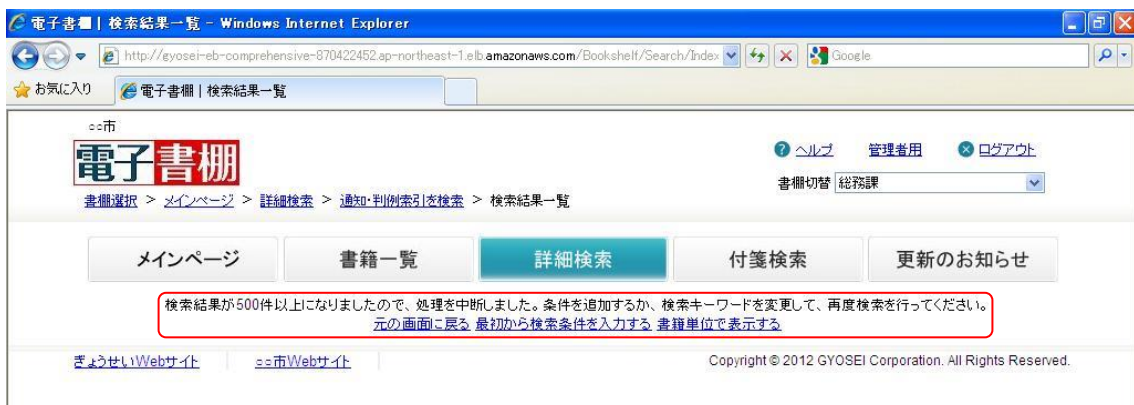 電子書棚 | 検索結果一覧 - Windows Internet Explorer
http://gyosei-eb-comprehensive-870422452.ap-northeast-1.elb.amazonaws.com/Bookshelf/Search/Index
Google
お気に入り
電子書棚 | 検索結果一覧
○○市
電子書棚
ヘルプ 管理者用 ログアウト
書棚切替 総務課
書棚選択 > メインページ > 詳細検索 > 通知・判例索引を検索 > 検索結果一覧
メインページ 書籍一覧 詳細検索 付箋検索 更新のお知らせ
検索結果が500件以上になりましたので、処理を中断しました。条件を追加するか、検索キーワードを変更して、再度検索を行ってください。
元の画面に戻る 最初から検索条件を入力する 書籍単位で表示する
ぎょうせいWebサイト ○○市Webサイト Copyright © 2012 GYOSEI Corporation. All Rights Reserved.